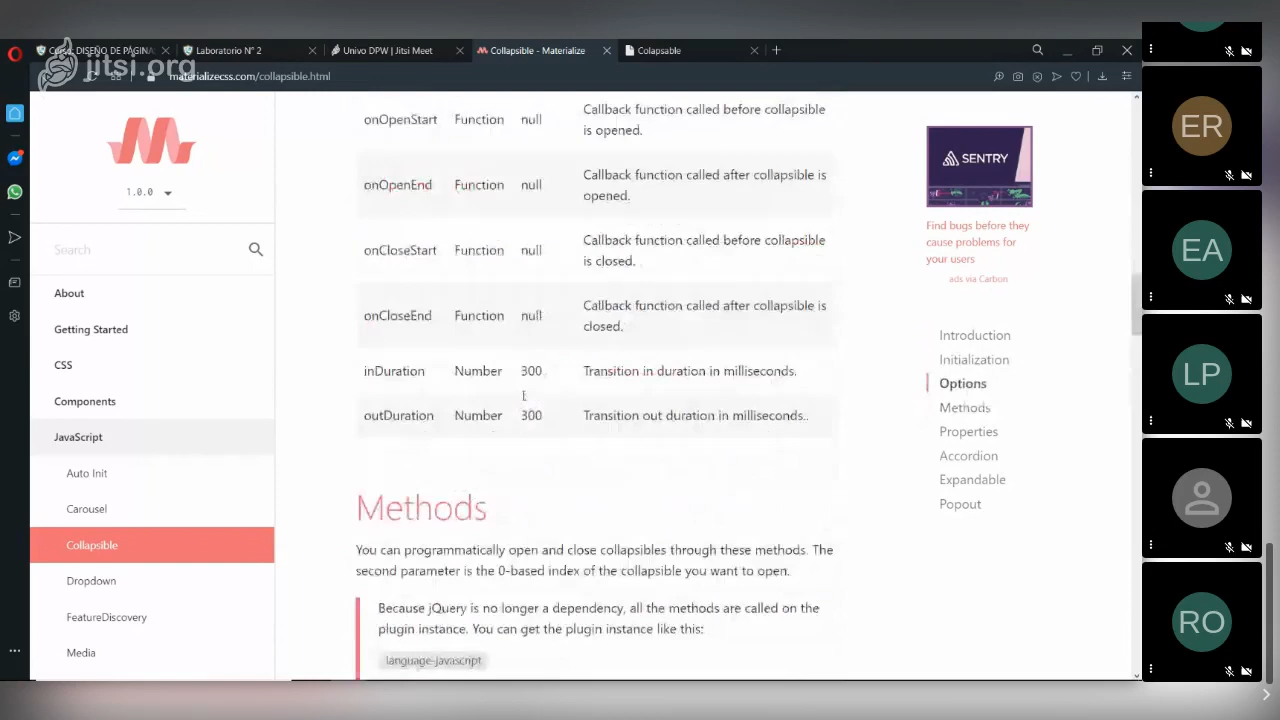 Laboratorio N° 2
Univo DPW | Jitsi Meet
Collapsible - Materialize
Colapsable
jitsi.org
materializecss.com/collapsible.html
1.0.0
Search
About
Getting Started
CSS
Components
JavaScript
Auto Init
Carousel
Collapsible
Dropdown
FeatureDiscovery
Media
onOpenStart Function null Callback function called before collapsible
is opened.
onOpenEnd Function null Callback function called after collapsible is
opened.
onCloseStart Function null Callback function called before collapsible
is closed.
onCloseEnd Function null Callback function called after collapsible is
closed.
inDuration Number 300 Transition in duration in milliseconds.
outDuration Number 300 Transition out duration in milliseconds..
Methods
You can programmatically open and close collapsibles through these methods. The
second parameter is the 0-based index of the collapsible you want to open.
Because jQuery is no longer a dependency, all the methods are called on the
plugin instance. You can get the plugin instance like this:
language-javascript
SENTRY
Find bugs before they
cause problems for
your users
ads via Carbon
Introduction
Initialization
Options
Methods
Properties
Accordion
Expandable
Popout
ER
EA
LP
RO